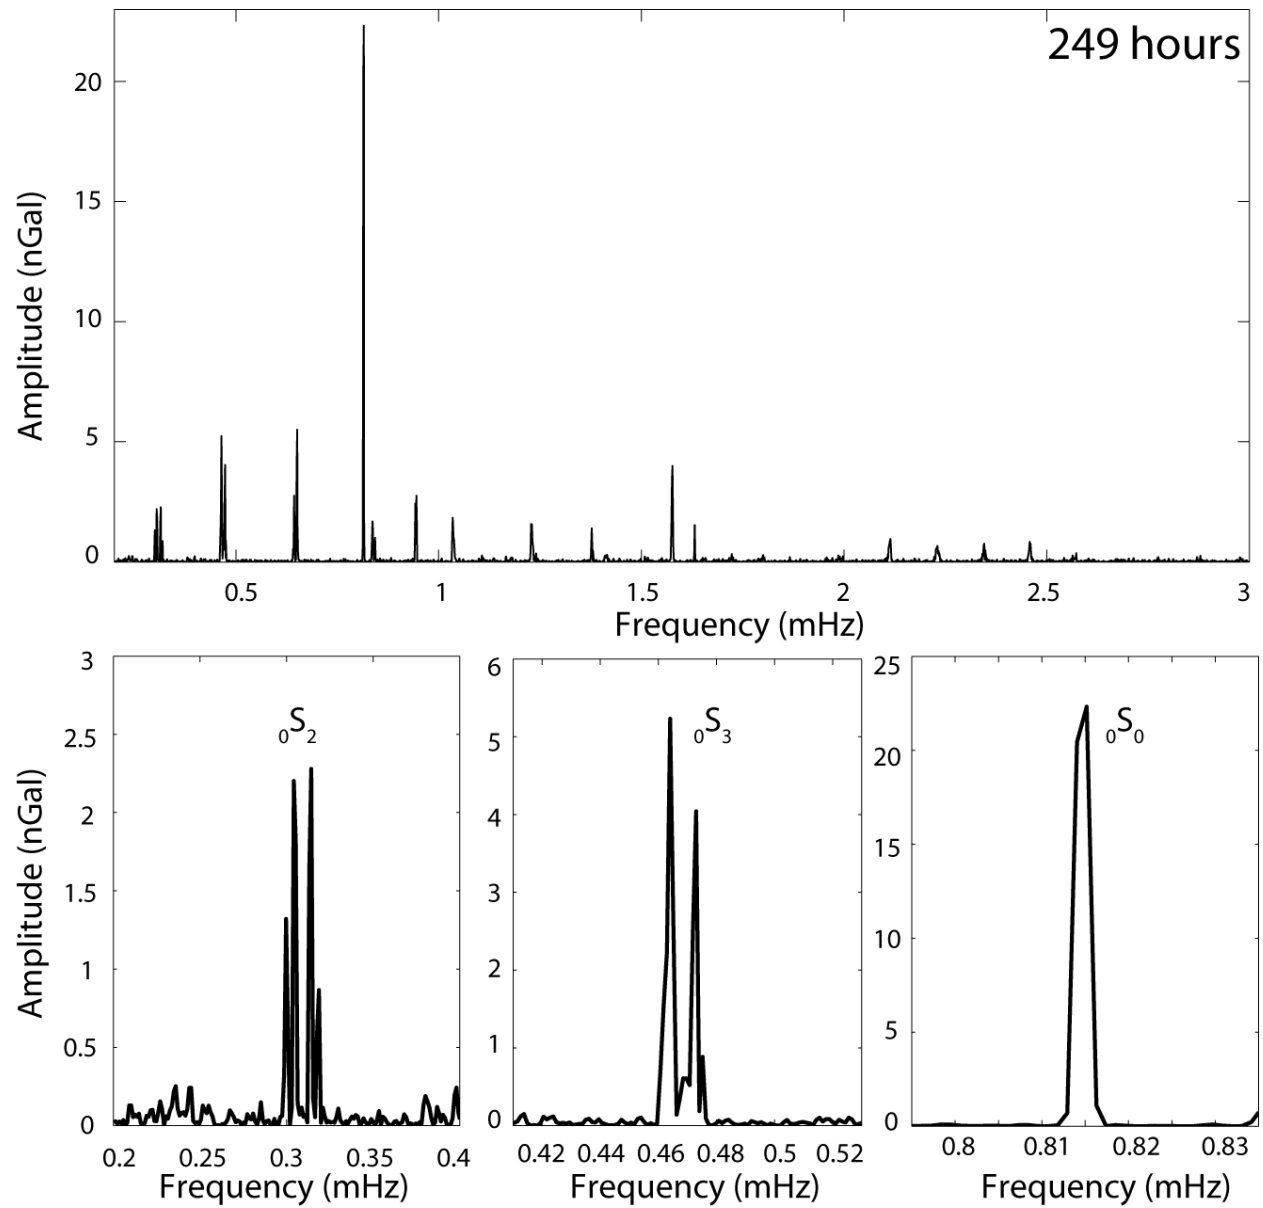 249 hours
Amplitude (nGal)
20
15
10
5
0
0.5 1 1.5 2 2.5 3
Frequency (mHz)
Amplitude (nGal)
3
2.5
2
1.5
1
0.5
0
0S2
0.2 0.25 0.3 0.35 0.4
Frequency (mHz)
6
5
4
3
2
1
0
0S3
0.42 0.44 0.46 0.48 0.5 0.52
Frequency (mHz)
25
20
15
10
5
0
0S0
0.8 0.81 0.82 0.83
Frequency (mHz)